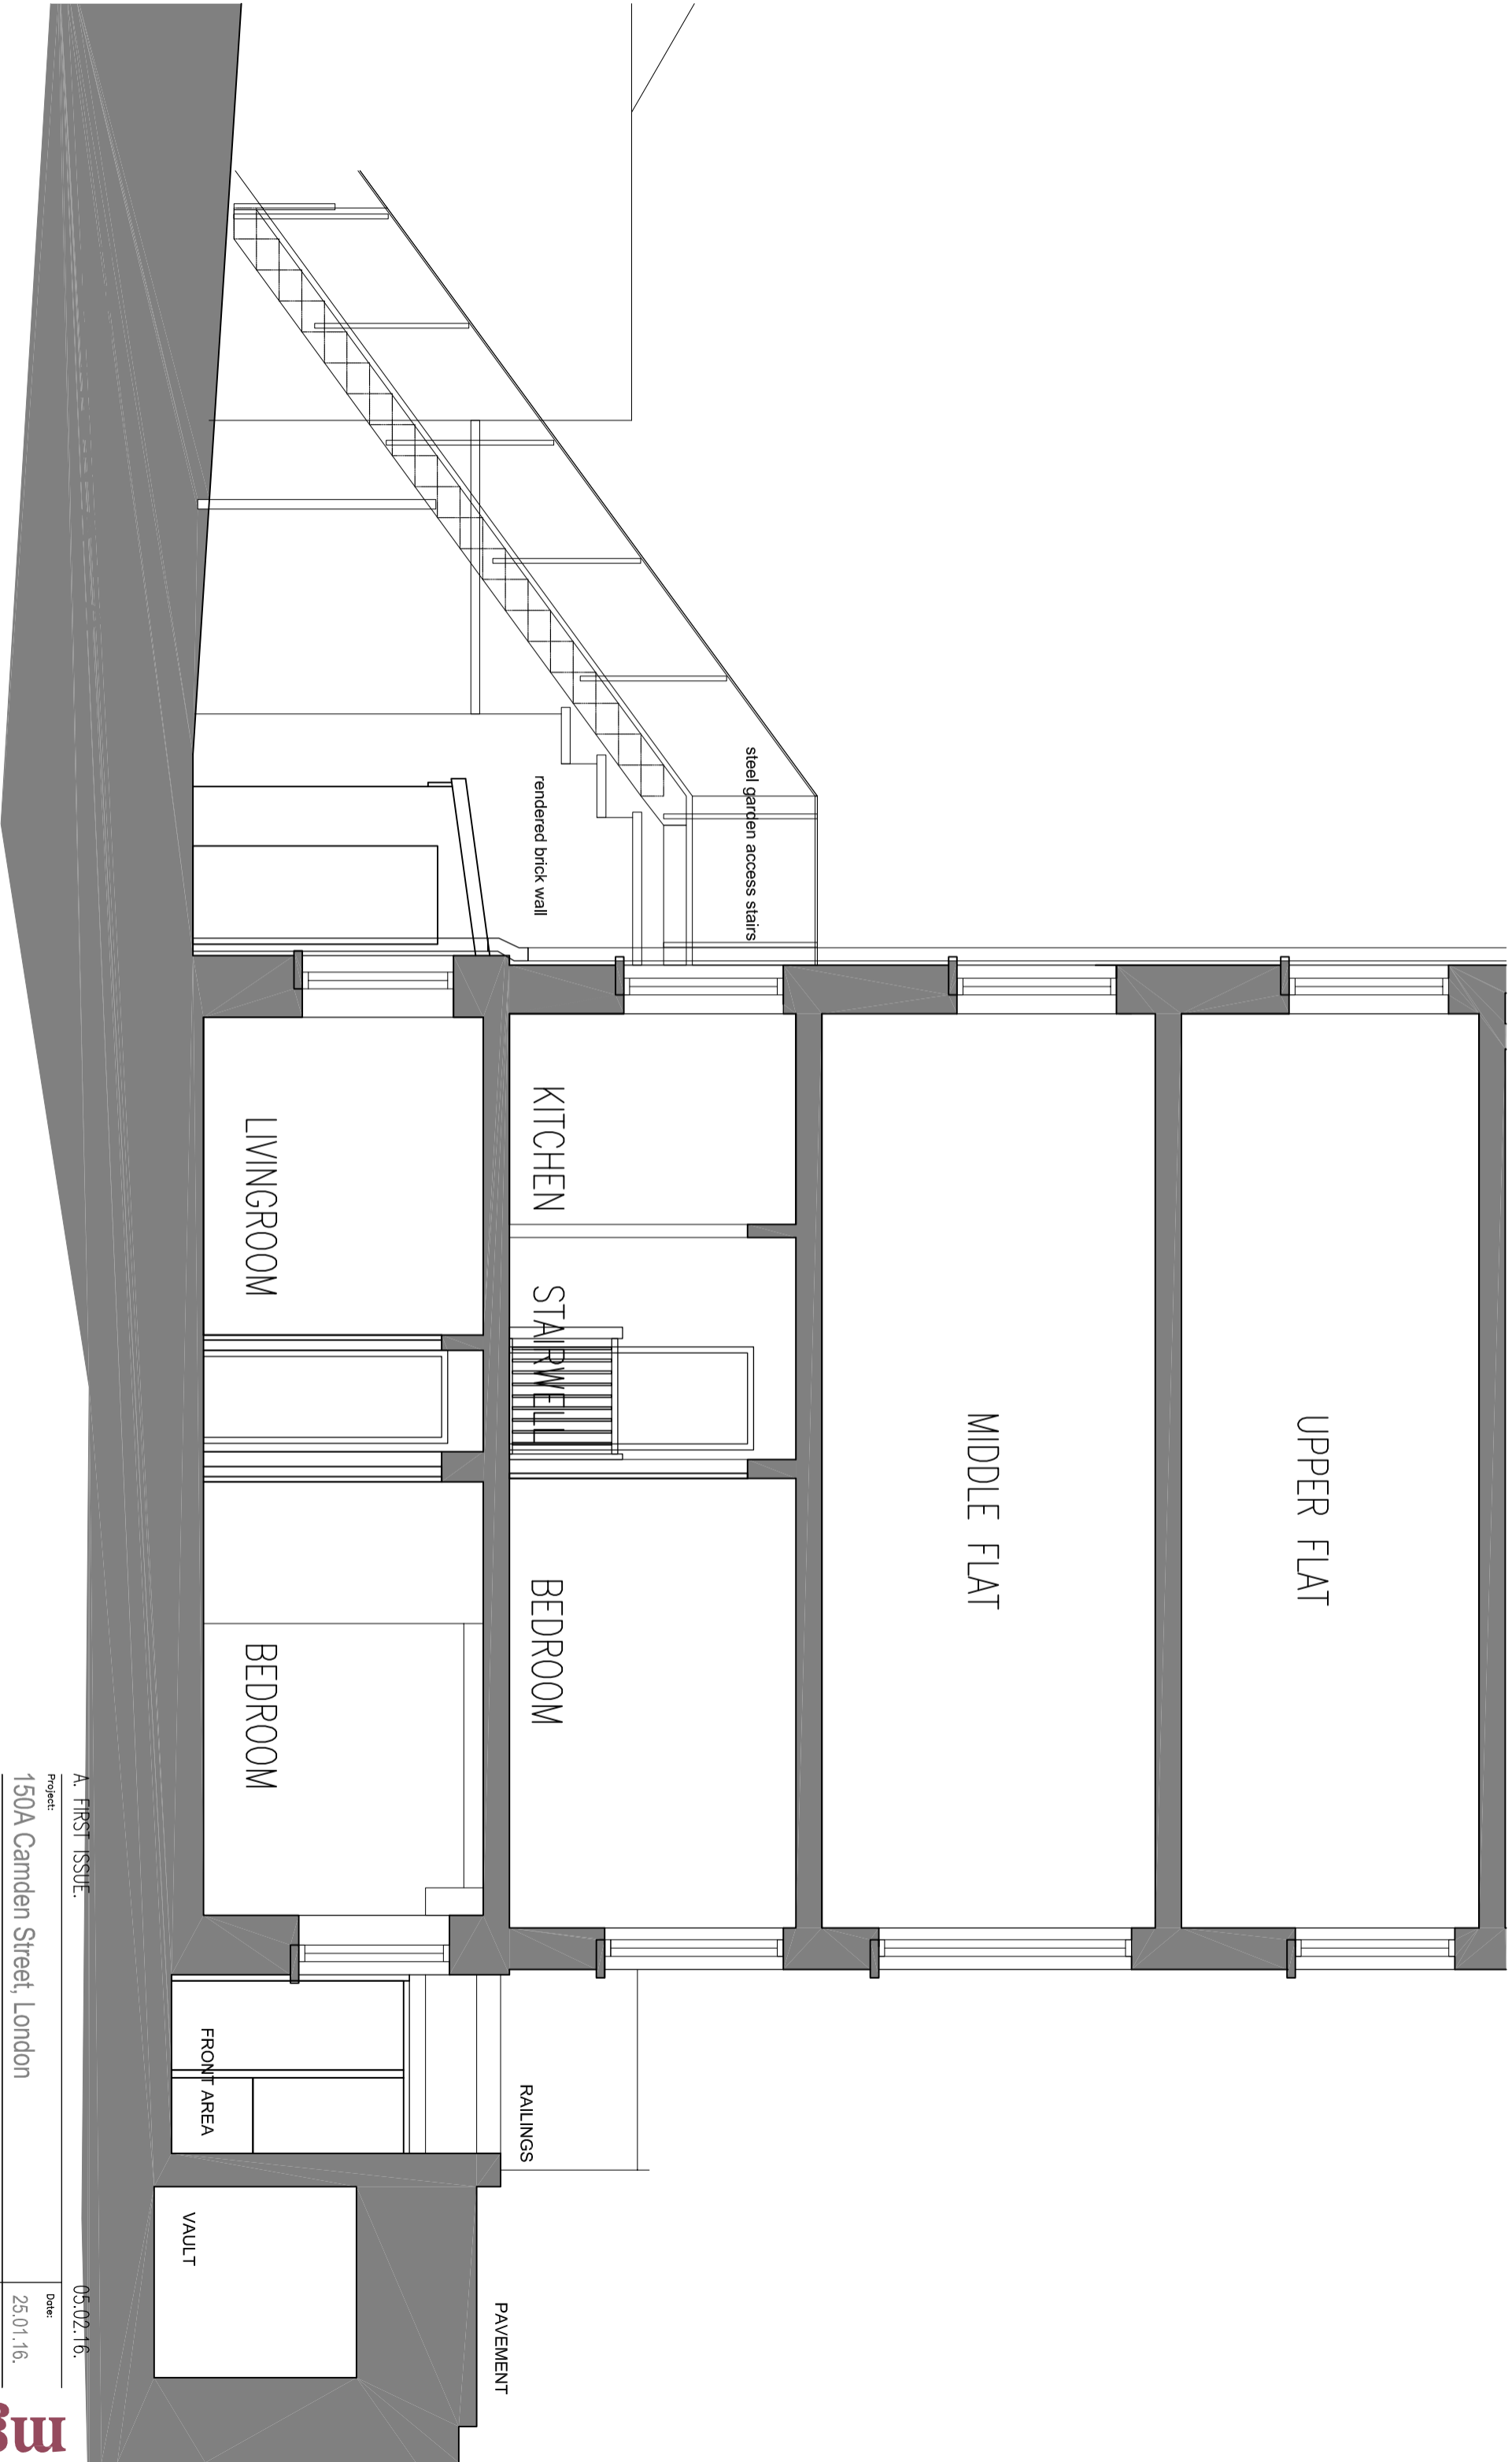 UPPER FLAT
MIDDLE FLAT
steel garden access stairs
rendered brick wall
KITCHEN
STAIRWELL
BEDROOM
RAILINGS
PAVEMENT
LIVINGROOM
BEDROOM
FRONT AREA
VAULT
A. FIRST ISSUE. 05.02.16.
Project: Date:
150A Camden Street, London 25.01.16.